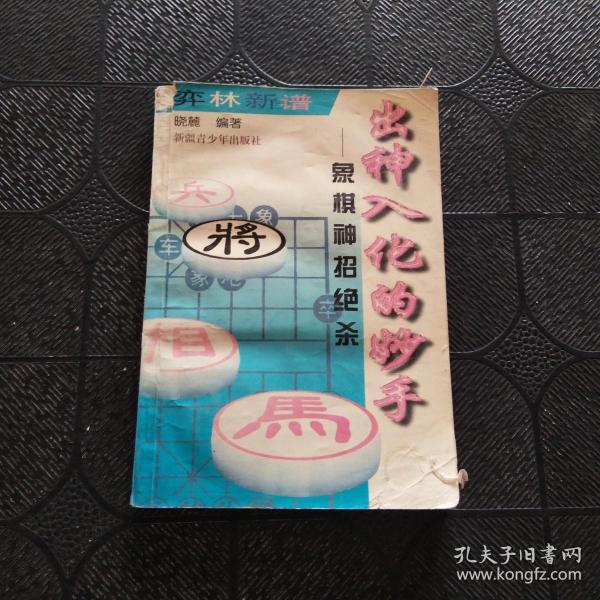 弈林新谱
晓麓 编著
新疆青少年出版社
出神入化的妙手
——象棋神招绝杀
兵
將
士
象
车
象
炮
卒
相
馬
孔夫子旧书网
www.kongfz.com